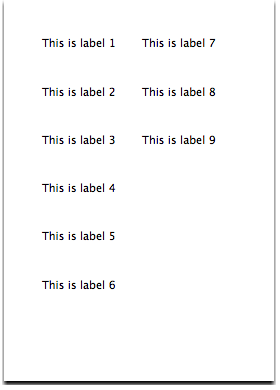 This is label 1
This is label 2
This is label 3
This is label 4
This is label 5
This is label 6
This is label 7
This is label 8
This is label 9